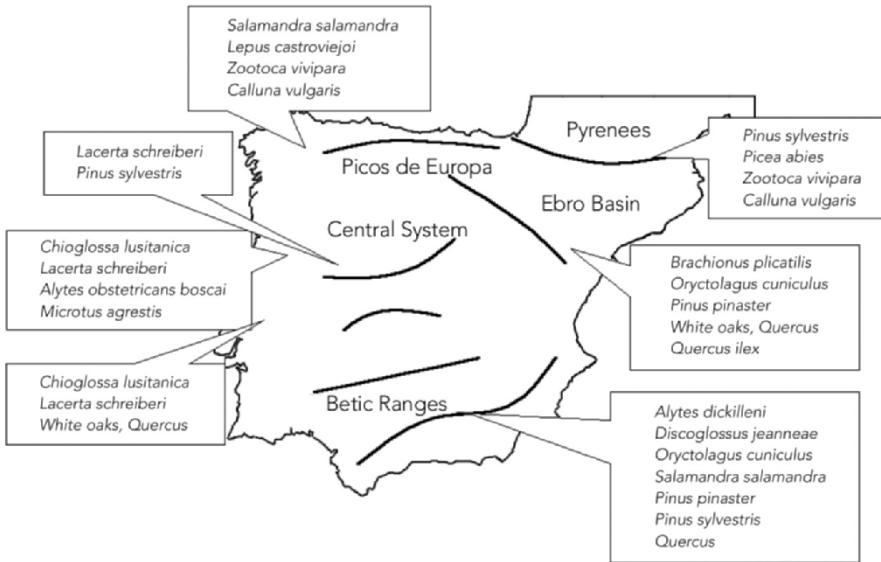 Salamandra salamandra
Lepus castroviejoi
Zootoca vivipara
Calluna vulgaris
Pyrenees
Pinus sylvestris
Picea abies
Zootoca vivipara
Calluna vulgaris
Lacerta schreiberi
Pinus sylvestris
Picos de Europa
Ebro Basin
Central System
Chioglossa lusitanica
Lacerta schreiberi
Alytes obstetricans boscai
Microtus agrestis
Brachionus plicatilis
Oryctolagus cuniculus
Pinus pinaster
White oaks, Quercus
Quercus ilex
Chioglossa lusitanica
Lacerta schreiberi
White oaks, Quercus
Betic Ranges
Alytes dickilleni
Discoglossus jeanneae
Oryctolagus cuniculus
Salamandra salamandra
Pinus pinaster
Pinus sylvestris
Quercus